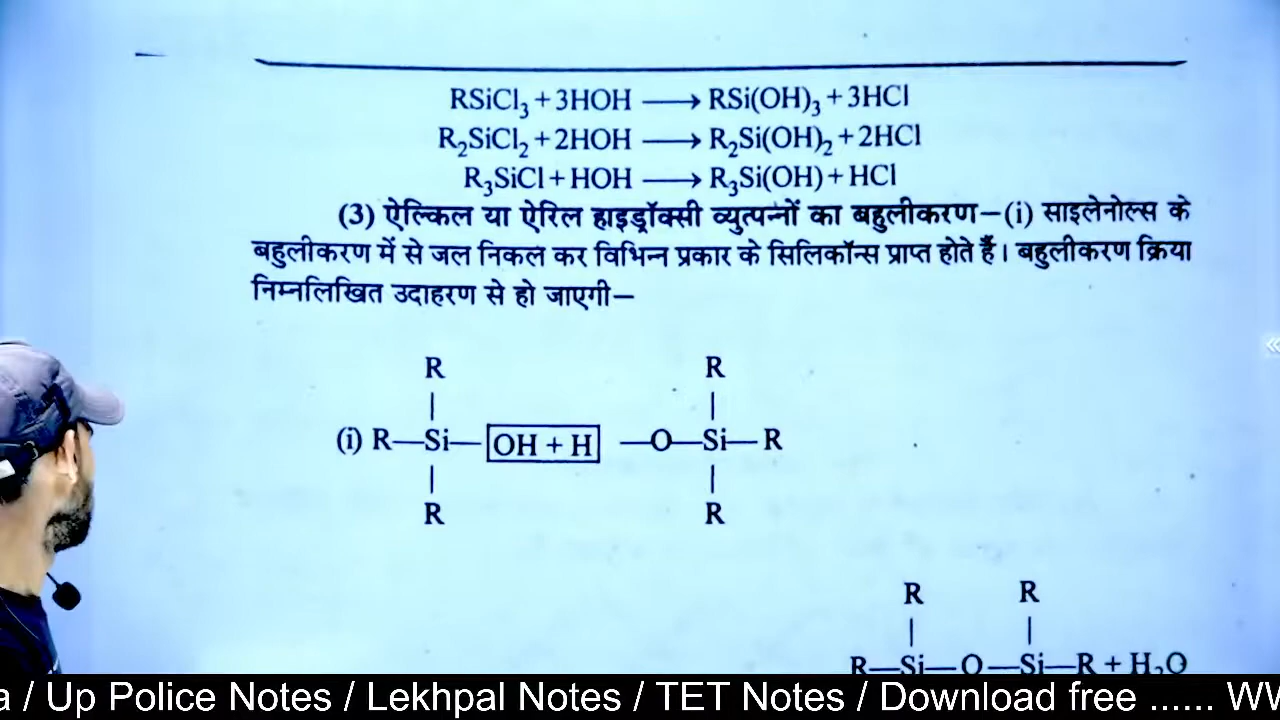 RSiCl₃ + 3HOH ⟶ RSi(OH)₃ + 3HCl
R₂SiCl₂ + 2HOH ⟶ R₂Si(OH)₂ + 2HCl
R₃SiCl + HOH ⟶ R₃Si(OH) + HCl
(3) ऐल्किल या ऐरिल हाइड्रॉक्सी व्युत्पन्नों का बहुलीकरण–(i) साइलेनोल्स के
बहुलीकरण में से जल निकल कर विभिन्न प्रकार के सिलिकॉन्स प्राप्त होते हैं। बहुलीकरण क्रिया
निम्नलिखित उदाहरण से हो जाएगी–
R R
| |
(i) R—Si—OH + H —O—Si—R
| |
R R
R R
| |
R—Si—O—Si—R + H₂O
a / Up Police Notes / Lekhpal Notes / TET Notes / Download free ...... WV